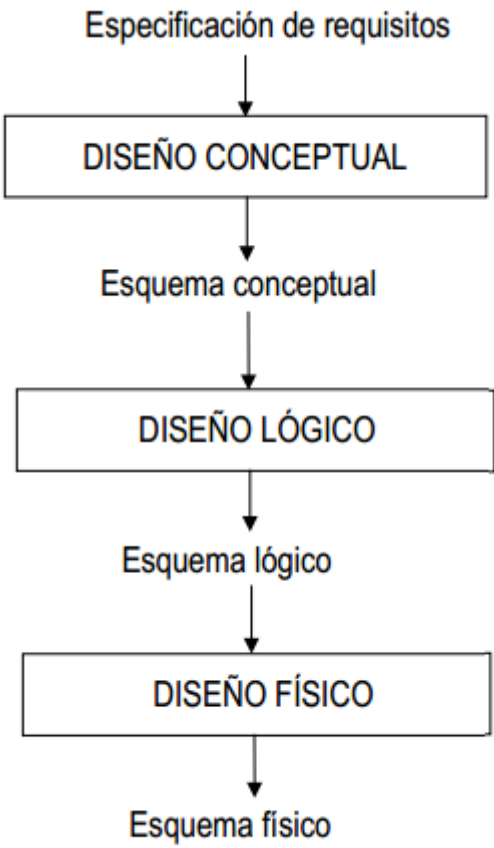 Especificación de requisitos
DISEÑO CONCEPTUAL
Esquema conceptual
DISEÑO LÓGICO
Esquema lógico
DISEÑO FÍSICO
Esquema físico